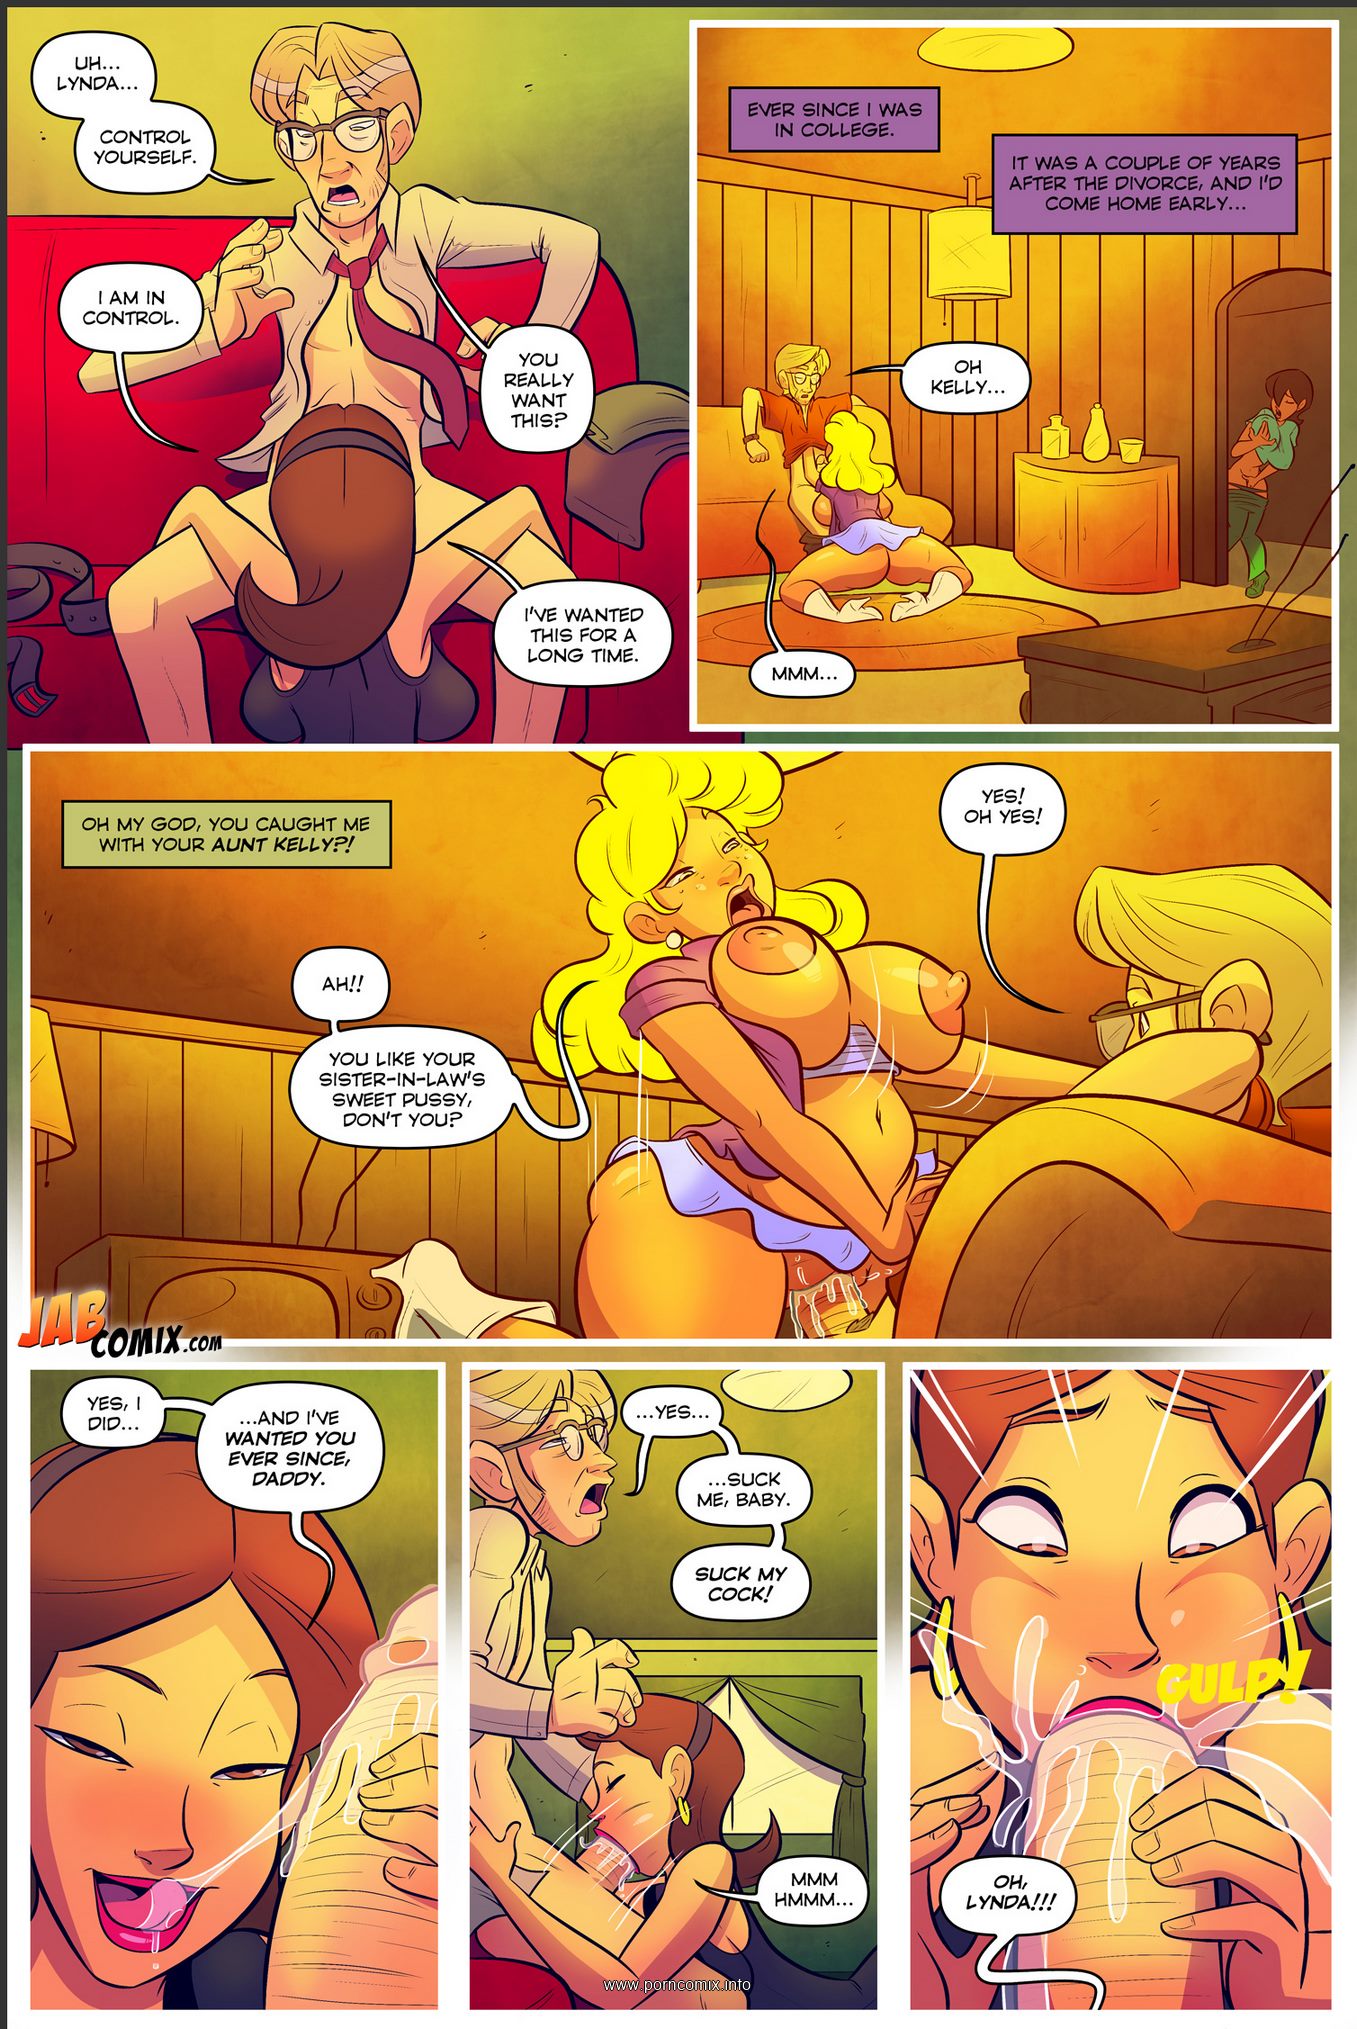 UH...
LYNDA...
CONTROL
YOURSELF.
I AM IN
CONTROL.
YOU
REALLY
WANT
THIS?
I'VE WANTED
THIS FOR A
LONG TIME.
EVER SINCE I WAS
IN COLLEGE.
IT WAS A COUPLE OF YEARS
AFTER THE DIVORCE, AND I'D
COME HOME EARLY...
OH
KELLY...
MMM...
OH MY GOD, YOU CAUGHT ME
WITH YOUR AUNT KELLY?!
YES!
OH YES!
AH!!
YOU LIKE YOUR
SISTER-IN-LAW'S
SWEET PUSSY,
DON'T YOU?
JAB
COMIX.COM
YES, I
DID...
...AND I'VE
WANTED YOU
EVER SINCE,
DADDY.
...YES...
...SUCK
ME, BABY.
SUCK MY
COCK!
MMM
HMMM...
GULP!
OH,
LYNDA!!!
www.porncomix.info